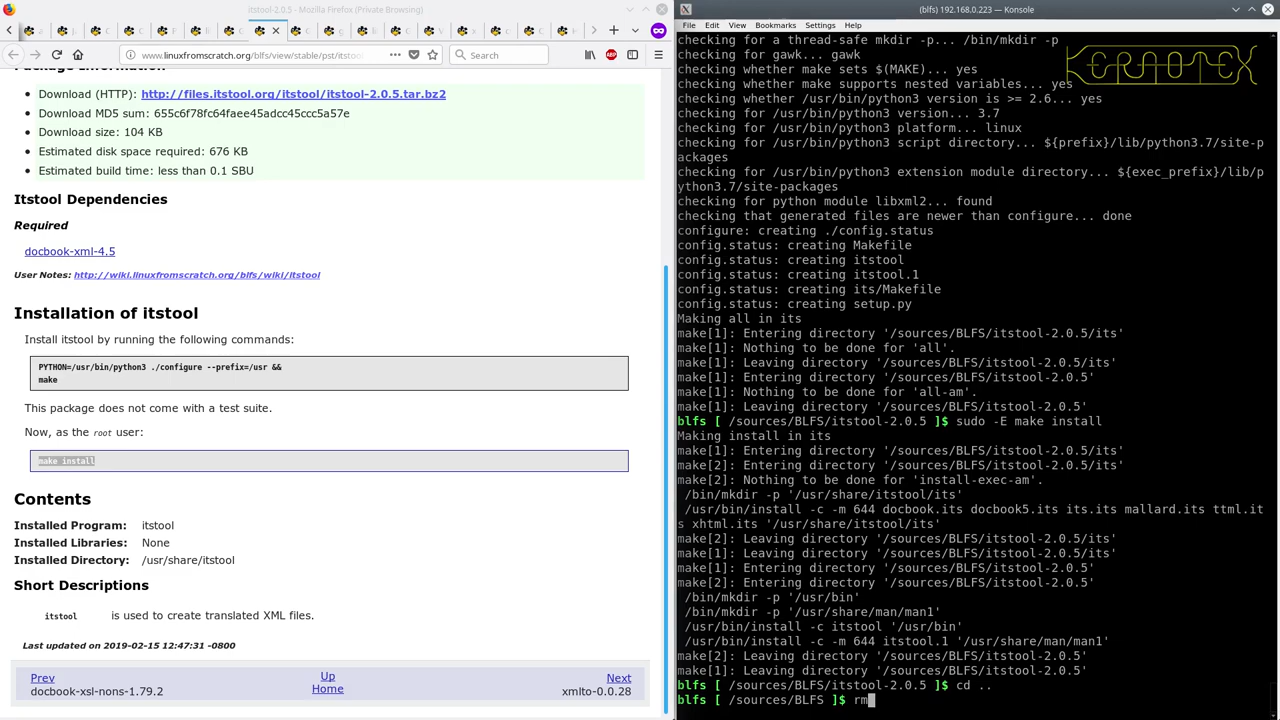 itstool-2.0.5 - Mozilla Firefox (Private Browsing)
www.linuxfromscratch.org/blfs/view/stable/pst/itstool
Search
Package Information
Download (HTTP): http://files.itstool.org/itstool/itstool-2.0.5.tar.bz2
Download MD5 sum: 655c6f78fc64faee45adcc45ccc5a57e
Download size: 104 KB
Estimated disk space required: 676 KB
Estimated build time: less than 0.1 SBU
Itstool Dependencies
Required
docbook-xml-4.5
User Notes: http://wiki.linuxfromscratch.org/blfs/wiki/itstool
Installation of itstool
Install itstool by running the following commands:
PYTHON=/usr/bin/python3 ./configure --prefix=/usr &&
make
This package does not come with a test suite.
Now, as the root user:
make install
Contents
Installed Program: itstool
Installed Libraries: None
Installed Directory: /usr/share/itstool
Short Descriptions
itstool is used to create translated XML files.
Last updated on 2019-02-15 12:47:31 -0800
Prev Up Next
docbook-xsl-nons-1.79.2 Home xmlto-0.0.28
(blfs) 192.168.0.223 — Konsole
File Edit View Bookmarks Settings Help
checking for a thread-safe mkdir -p... /bin/mkdir -p
checking for gawk... gawk
checking whether make sets $(MAKE)... yes
checking whether make supports nested variables... yes
checking whether /usr/bin/python3 version is >= 2.6... yes
checking for /usr/bin/python3 version... 3.7
checking for /usr/bin/python3 platform... linux
checking for /usr/bin/python3 script directory... ${prefix}/lib/python3.7/site-p
ackages
checking for /usr/bin/python3 extension module directory... ${exec_prefix}/lib/p
ython3.7/site-packages
checking for python module libxml2... found
checking that generated files are newer than configure... done
configure: creating ./config.status
config.status: creating Makefile
config.status: creating itstool
config.status: creating itstool.1
config.status: creating its/Makefile
config.status: creating setup.py
Making all in its
make[1]: Entering directory '/sources/BLFS/itstool-2.0.5/its'
make[1]: Nothing to be done for 'all'.
make[1]: Leaving directory '/sources/BLFS/itstool-2.0.5/its'
make[1]: Entering directory '/sources/BLFS/itstool-2.0.5'
make[1]: Nothing to be done for 'all-am'.
make[1]: Leaving directory '/sources/BLFS/itstool-2.0.5'
blfs [ /sources/BLFS/itstool-2.0.5 ]$ sudo -E make install
Making install in its
make[1]: Entering directory '/sources/BLFS/itstool-2.0.5/its'
make[2]: Entering directory '/sources/BLFS/itstool-2.0.5/its'
make[2]: Nothing to be done for 'install-exec-am'.
/bin/mkdir -p '/usr/share/itstool/its'
/usr/bin/install -c -m 644 docbook.its docbook5.its its.its mallard.its ttml.it
s xhtml.its '/usr/share/itstool/its'
make[2]: Leaving directory '/sources/BLFS/itstool-2.0.5/its'
make[1]: Leaving directory '/sources/BLFS/itstool-2.0.5/its'
make[1]: Entering directory '/sources/BLFS/itstool-2.0.5'
make[2]: Entering directory '/sources/BLFS/itstool-2.0.5'
/bin/mkdir -p '/usr/bin'
/bin/mkdir -p '/usr/share/man/man1'
/usr/bin/install -c itstool '/usr/bin'
/usr/bin/install -c -m 644 itstool.1 '/usr/share/man/man1'
make[2]: Leaving directory '/sources/BLFS/itstool-2.0.5'
make[1]: Leaving directory '/sources/BLFS/itstool-2.0.5'
blfs [ /sources/BLFS/itstool-2.0.5 ]$ cd ..
blfs [ /sources/BLFS ]$ rm